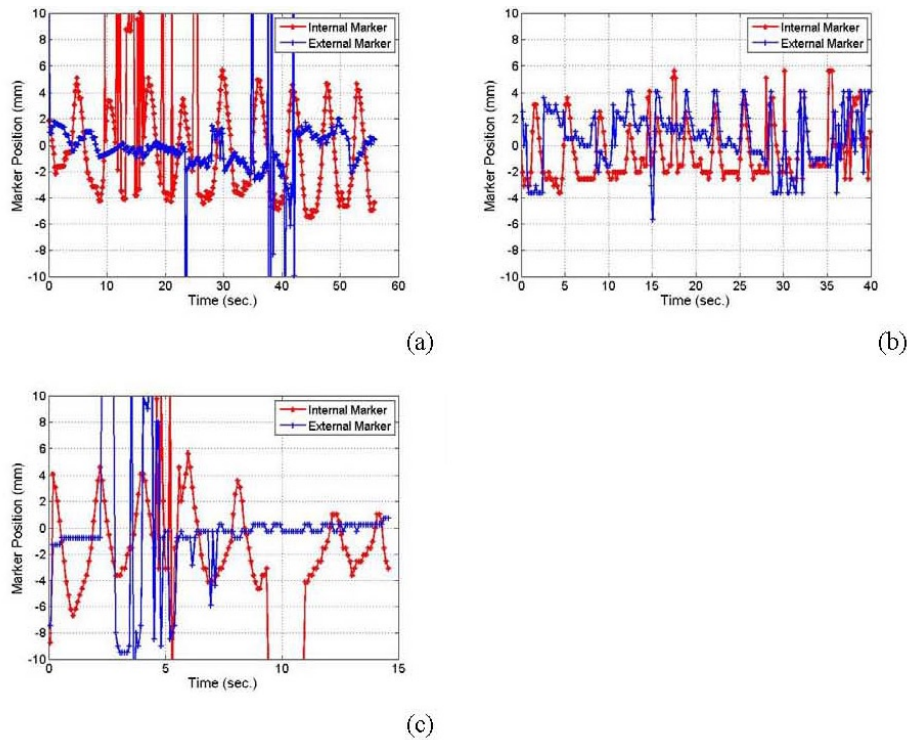 10
8
6
4
2
0
-2
-4
-6
-8
-10
Marker Position (mm)
Internal Marker
External Marker
0 10 20 30 40 50 60
Time (sec.)
(a)
10
8
6
4
2
0
-2
-4
-6
-8
-10
Marker Position (mm)
Internal Marker
External Marker
0 5 10 15 20 25 30 35 40
Time (sec.)
(b)
10
8
6
4
2
0
-2
-4
-6
-8
-10
Marker Position (mm)
Internal Marker
External Marker
0 5 10 15
Time (sec.)
(c)